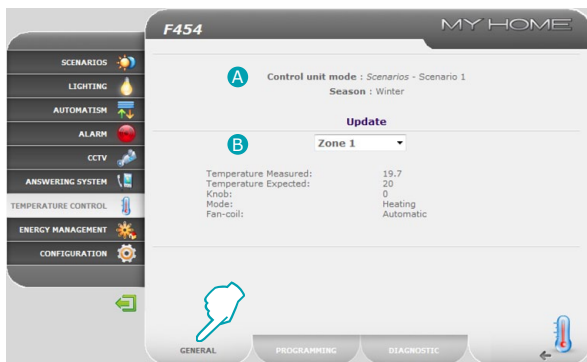 F454
MY HOME
SCENARIOS
LIGHTING
AUTOMATISM
ALARM
CCTV
ANSWERING SYSTEM
TEMPERATURE CONTROL
ENERGY MANAGEMENT
CONFIGURATION
A
Control unit mode : Scenarios - Scenario 1
Season : Winter
Update
B
Zone 1
Temperature Measured: 19.7
Temperature Expected: 20
Knob: 0
Mode: Heating
Fan-coil: Automatic
GENERAL
PROGRAMMING
DIAGNOSTIC